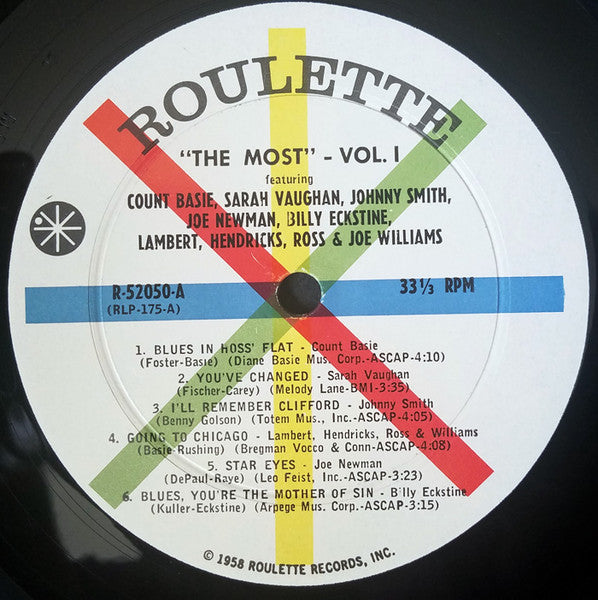 ROULETTE
"THE MOST" - VOL. I
featuring
COUNT BASIE, SARAH VAUGHAN, JOHNNY SMITH,
JOE NEWMAN, BILLY ECKSTINE,
LAMBERT, HENDRICKS, ROSS & JOE WILLIAMS
R-52050-A 33 1/3 RPM
(RLP-175-A)
1. BLUES IN HOSS' FLAT - Count Basie
(Foster-Basie) (Diane Basie Mus. Corp.-ASCAP-4:10)
2. YOU'VE CHANGED - Sarah Vaughan
(Fischer-Carey) (Melody Lane-BMI-3:35)
3. I'LL REMEMBER CLIFFORD - Johnny Smith
(Benny Golson) (Totem Mus., Inc.-ASCAP-4:05)
4. GOING TO CHICAGO - Lambert, Hendricks, Ross & Williams
(Basie-Rushing) (Bregman Vocco & Conn-ASCAP-4:08)
5. STAR EYES - Joe Newman
(DePaul-Raye) (Leo Feist, Inc.-ASCAP-3:23)
6. BLUES, YOU'RE THE MOTHER OF SIN - Billy Eckstine
(Kuller-Eckstine) (Arpege Mus. Corp.-ASCAP-3:15)
© 1958 ROULETTE RECORDS, INC.